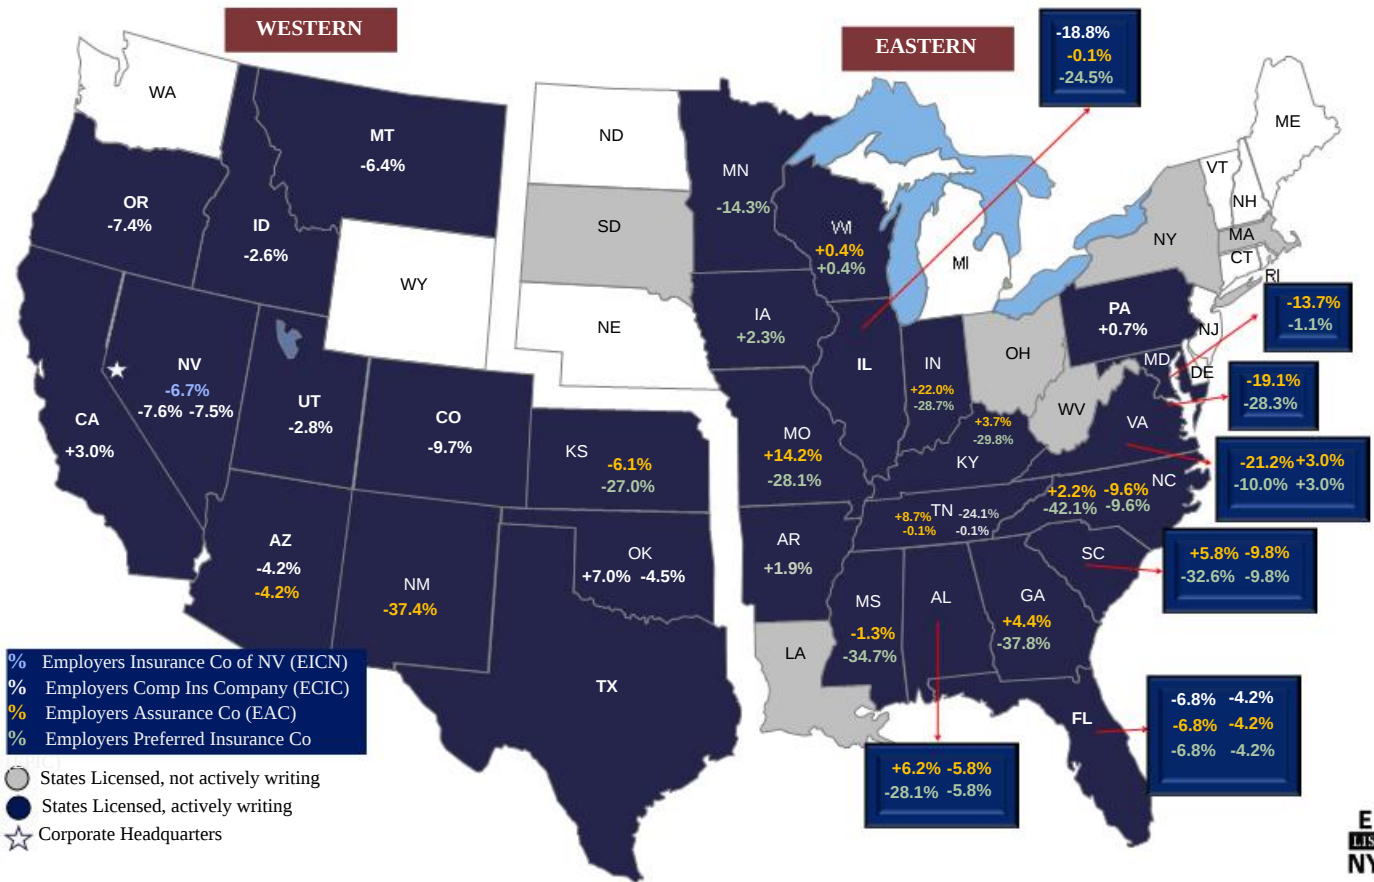 WESTERN
EASTERN
-18.8%
-0.1%
-24.5%
WA
MT
-6.4%
OR
-7.4%
ID
-2.6%
WY
ND
SD
NE
MN
-14.3%
WI
+0.4%
+0.4%
MI
ME
VT
NH
NY
MA
CT
RI
IA
+2.3%
PA
+0.7%
NJ
-13.7%
-1.1%
NV
-6.7%
-7.6% -7.5%
CA
+3.0%
UT
-2.8%
CO
-9.7%
KS
-6.1%
-27.0%
MO
+14.2%
-28.1%
IL
IN
+22.0%
-28.7%
OH
MD
DE
WV
VA
-19.1%
-28.3%
+3.7%
-29.8%
KY
-21.2% +3.0%
-10.0% +3.0%
NC
+2.2% -9.6%
-42.1% -9.6%
+8.7% TN -24.1%
-0.1% -0.1%
AZ
-4.2%
-4.2%
NM
-37.4%
OK
+7.0% -4.5%
AR
+1.9%
SC
+5.8% -9.8%
-32.6% -9.8%
MS
-1.3%
-34.7%
AL
GA
+4.4%
-37.8%
LA
TX
FL
-6.8% -4.2%
-6.8% -4.2%
-6.8% -4.2%
+6.2% -5.8%
-28.1% -5.8%
% Employers Insurance Co of NV (EICN)
% Employers Comp Ins Company (ECIC)
% Employers Assurance Co (EAC)
% Employers Preferred Insurance Co
(EPIC)
States Licensed, not actively writing
States Licensed, actively writing
Corporate Headquarters
E
LIS
NY